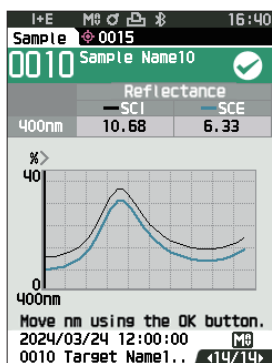 I+E M 16:40
Sample 0015
0010 Sample Name10
Reflectance
SCI SCE
400nm 10.68 6.33
%>
40
0
400nm
Move nm using the OK button.
2024/03/24 12:00:00
0010 Target Name1.. 14/14